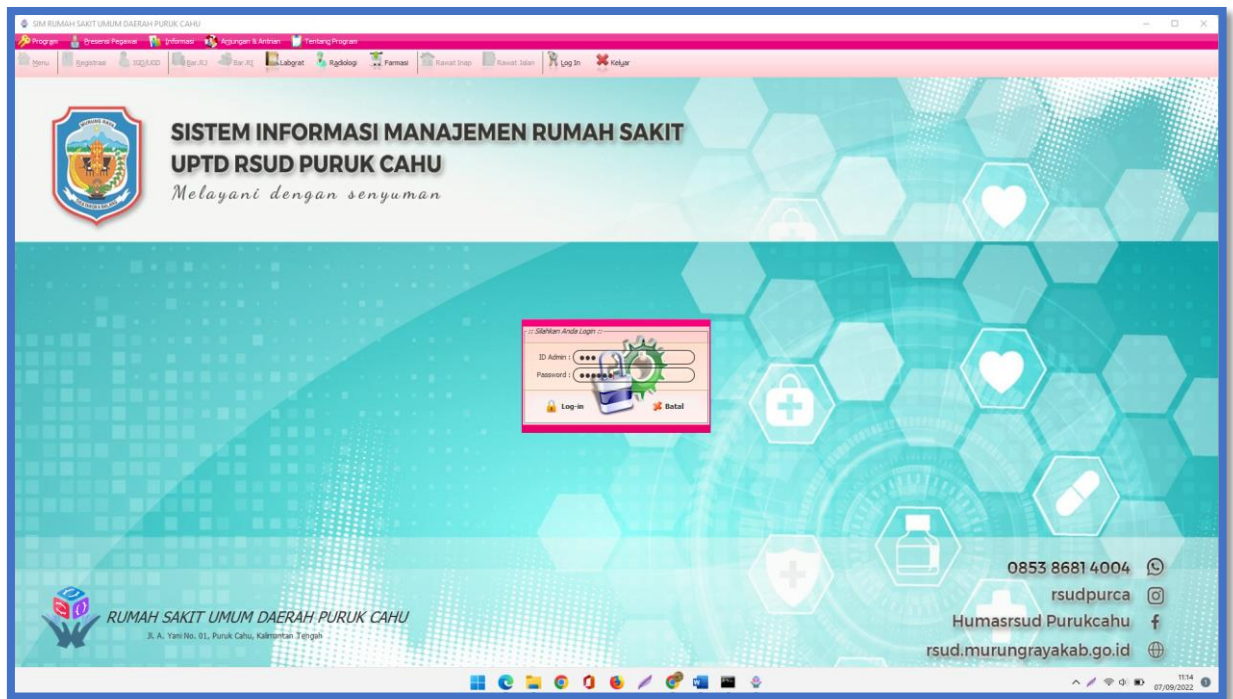 SIM RUMAH SAKIT UMUM DAERAH PURUK CAHU
Program Presensi Pegawai Informasi Anjungan & Antrian Tentang Program
Menu Registrasi IGD/UGD Bar.RJ Bar.RI Laborat Radiologi Farmasi Rawat Inap Rawat Jalan Log In Keluar
SISTEM INFORMASI MANAJEMEN RUMAH SAKIT
UPTD RSUD PURUK CAHU
Melayani dengan senyuman
MURUNG RAYA
:: Silahkan Anda Login ::
ID Admin :
Password :
Log-in Batal
0853 8681 4004
rsudpurca
Humasrsud Purukcahu
rsud.murungrayakab.go.id
RUMAH SAKIT UMUM DAERAH PURUK CAHU
Jl. A. Yani No. 01, Puruk Cahu, Kalimantan Tengah
11:14
07/09/2022